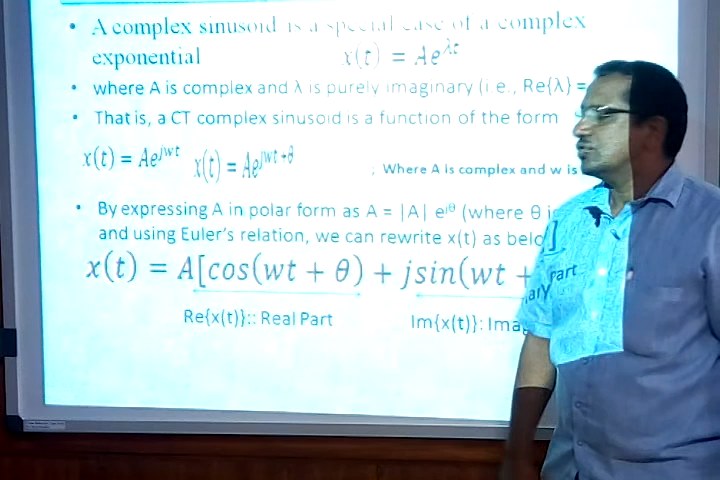 • A complex sinusoid is a special case of a complex
exponential x(t) = Ae^λt
• where A is complex and λ is purely imaginary (i.e., Re{λ} =
• That is, a CT complex sinusoid is a function of the form
x(t) = Ae^jwt x(t) = Ae^jwt+θ ; Where A is complex and w is
• By expressing A in polar form as A = |A| e^jθ (where θ is
and using Euler's relation, we can rewrite x(t) as
x(t) = A[cos(wt + θ) + jsin(wt + ]
Re{x(t)}:: Real Part Im{x(t)}: Part